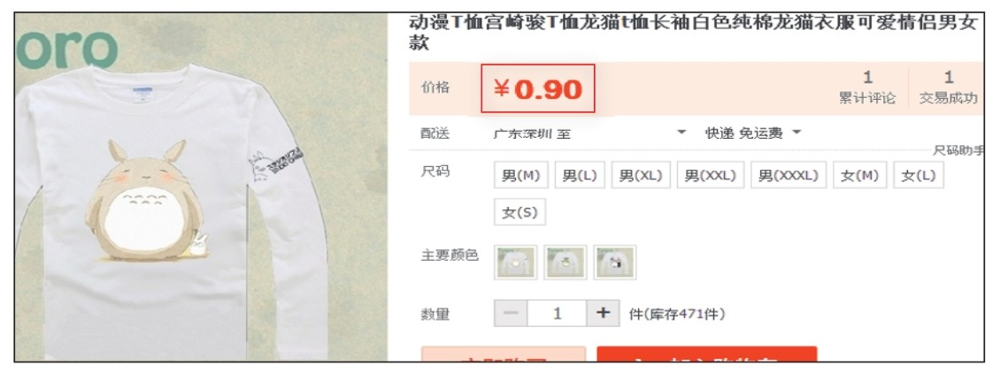 oro
动漫T恤宫崎骏T恤龙猫t恤长袖白色纯棉龙猫衣服可爱情侣男女
款
价格 ¥0.90 1 1
累计评论 交易成功
配送 广东深圳 至 快递 免运费
尺码助手
尺码 男(M) 男(L) 男(XL) 男(XXL) 男(XXXL) 女(M) 女(L)
女(S)
主要颜色
数量 − 1 + 件(库存471件)